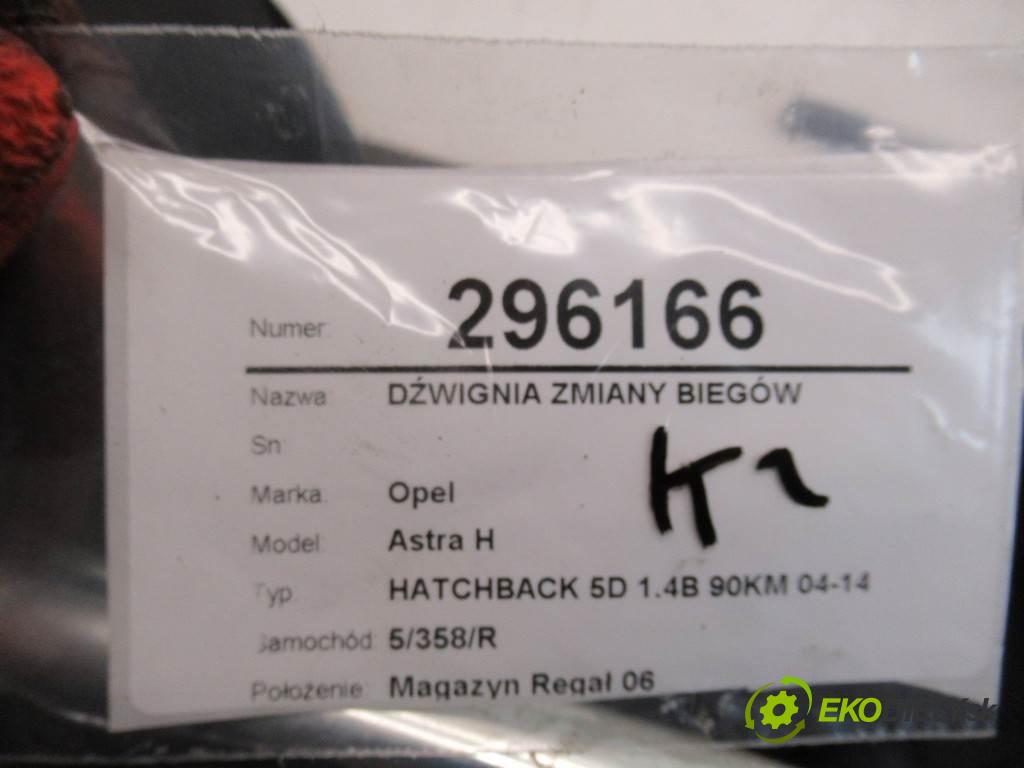 Numer: 296166
Nazwa: DŹWIGNIA ZMIANY BIEGÓW
Sn:
Marka: Opel
Model: Astra H
Typ: HATCHBACK 5D 1.4B 90KM 04-14
Samochód: 5/358/R
Położenie: Magazyn Regał 06
EKO